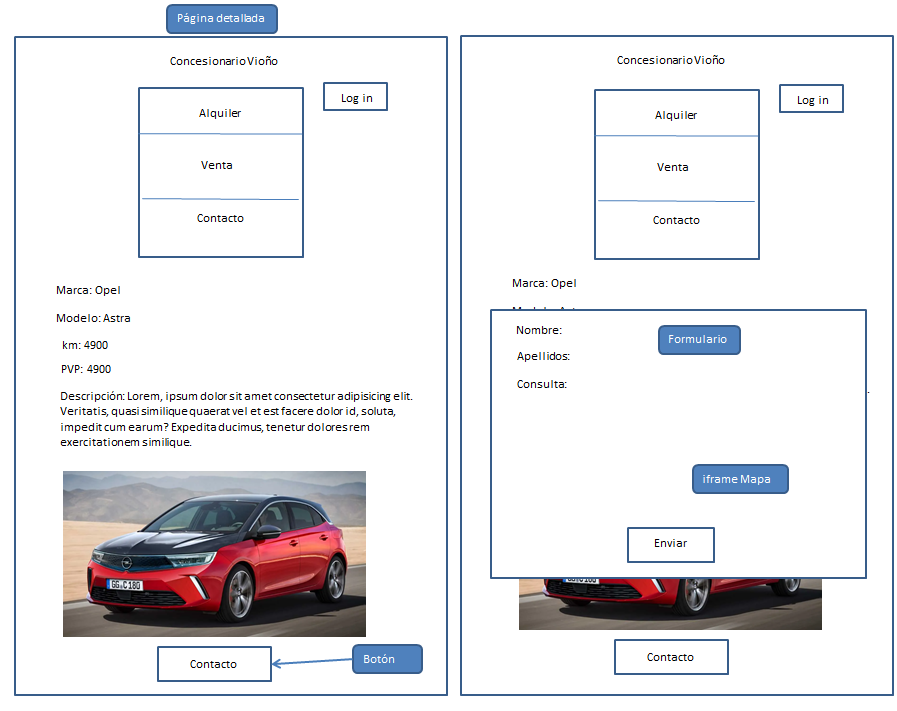 Página detallada
Concesionario Vioño
Log in
Alquiler
Venta
Contacto
Marca: Opel
Modelo: Astra
km: 4900
PVP: 4900
Descripción: Lorem, ipsum dolor sit amet consectetur adipisicing elit.
Veritatis, quasi similique quaerat vel et est facere dolor id, soluta,
impedit cum earum? Expedita ducimus, tenetur dolores rem
exercitationem similique.
GG:C 180
Contacto
Botón
Concesionario Vioño
Log in
Alquiler
Venta
Contacto
Marca: Opel
Nombre:
Formulario
Apellidos:
Consulta:
iframe Mapa
Enviar
Contacto